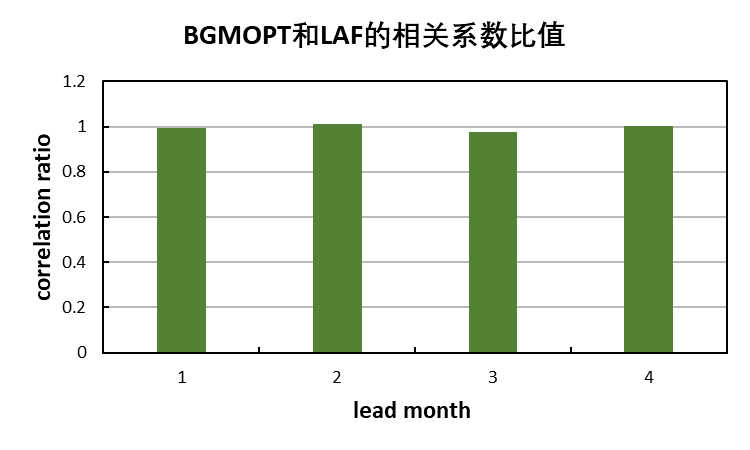 BGMOPT和LAF的相关系数比值
1.2
1
0.8
0.6
0.4
0.2
0
correlation ratio
1 2 3 4
lead month